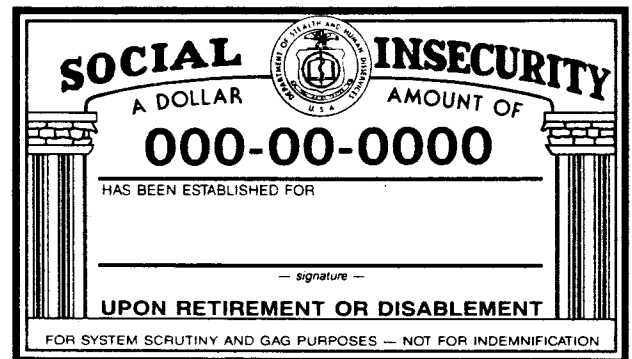 SOCIAL INSECURITY
DEPARTMENT OF STEALTH AND HUMAN DISSERVICES
U.S.A
A DOLLAR AMOUNT OF
000-00-0000
HAS BEEN ESTABLISHED FOR
— signature —
UPON RETIREMENT OR DISABLEMENT
FOR SYSTEM SCRUTINY AND GAG PURPOSES — NOT FOR INDEMNIFICATION